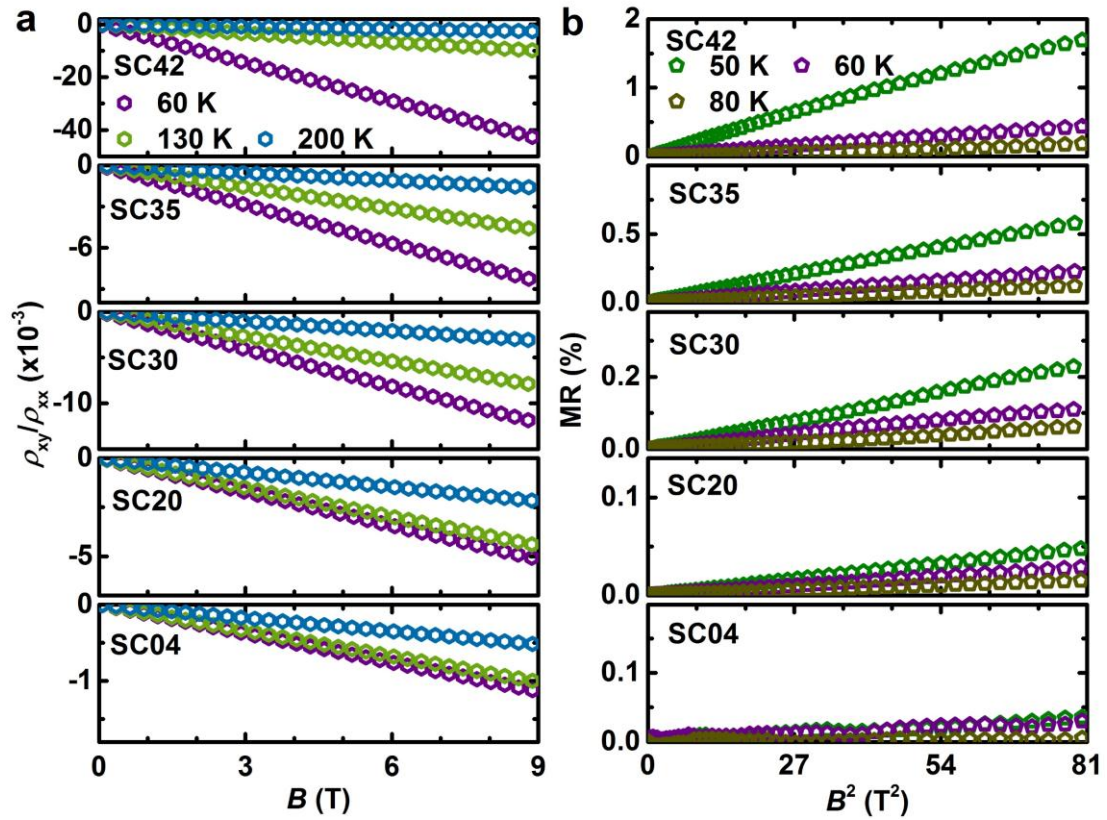 a
0
-20
-40
SC42
60 K
130 K 200 K
0
-6
SC35
0
-10
SC30
0
-5
SC20
0
-1
SC04
ρxy/ρxx (x10-3)
0 3 6 9
B (T)
b
2
1
0
SC42
50 K 60 K
80 K
0.5
0.0
SC35
0.2
0.0
SC30
0.1
0.0
SC20
0.1
0.0
SC04
MR (%)
0 27 54 81
B2 (T2)